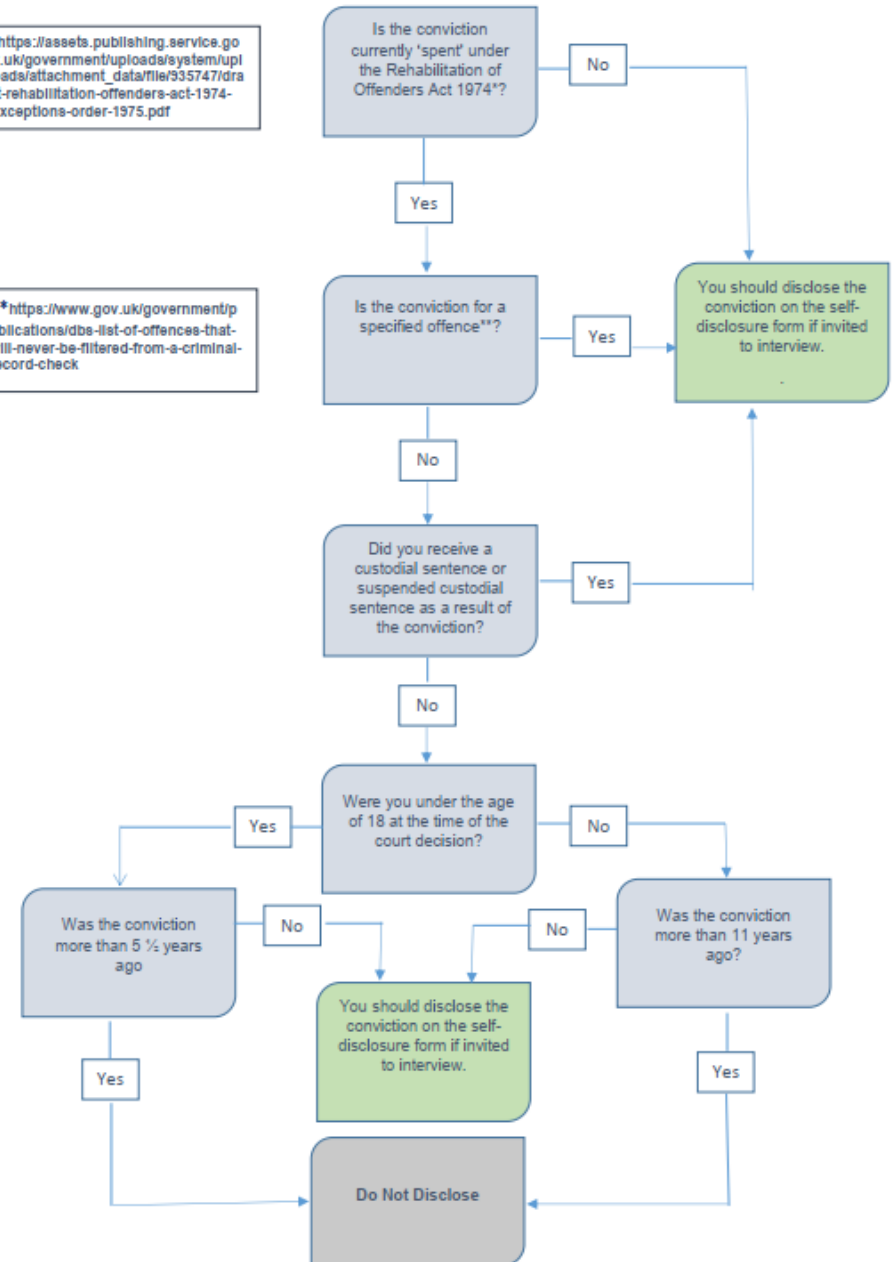 https://assets.publishing.service.go
.uk/government/uploads/system/upl
oads/attachment_data/file/935747/dra
t-rehabilitation-offenders-act-1974-
xceptions-order-1975.pdf
Is the conviction
currently 'spent' under
the Rehabilitation of
Offenders Act 1974*?
No
Yes
*https://www.gov.uk/government/p
blications/dbs-list-of-offences-that-
ill-never-be-filtered-from-a-criminal-
ecord-check
Is the conviction for a
specified offence**?
Yes
You should disclose the
conviction on the self-
disclosure form if invited
to interview.
.
No
Did you receive a
custodial sentence or
suspended custodial
sentence as a result of
the conviction?
Yes
No
Were you under the age
of 18 at the time of the
court decision?
Yes
No
Was the conviction
more than 5 ½ years
ago
No
No
Was the conviction
more than 11 years
ago?
You should disclose the
conviction on the self-
disclosure form if invited
to interview.
Yes
Yes
Do Not Disclose